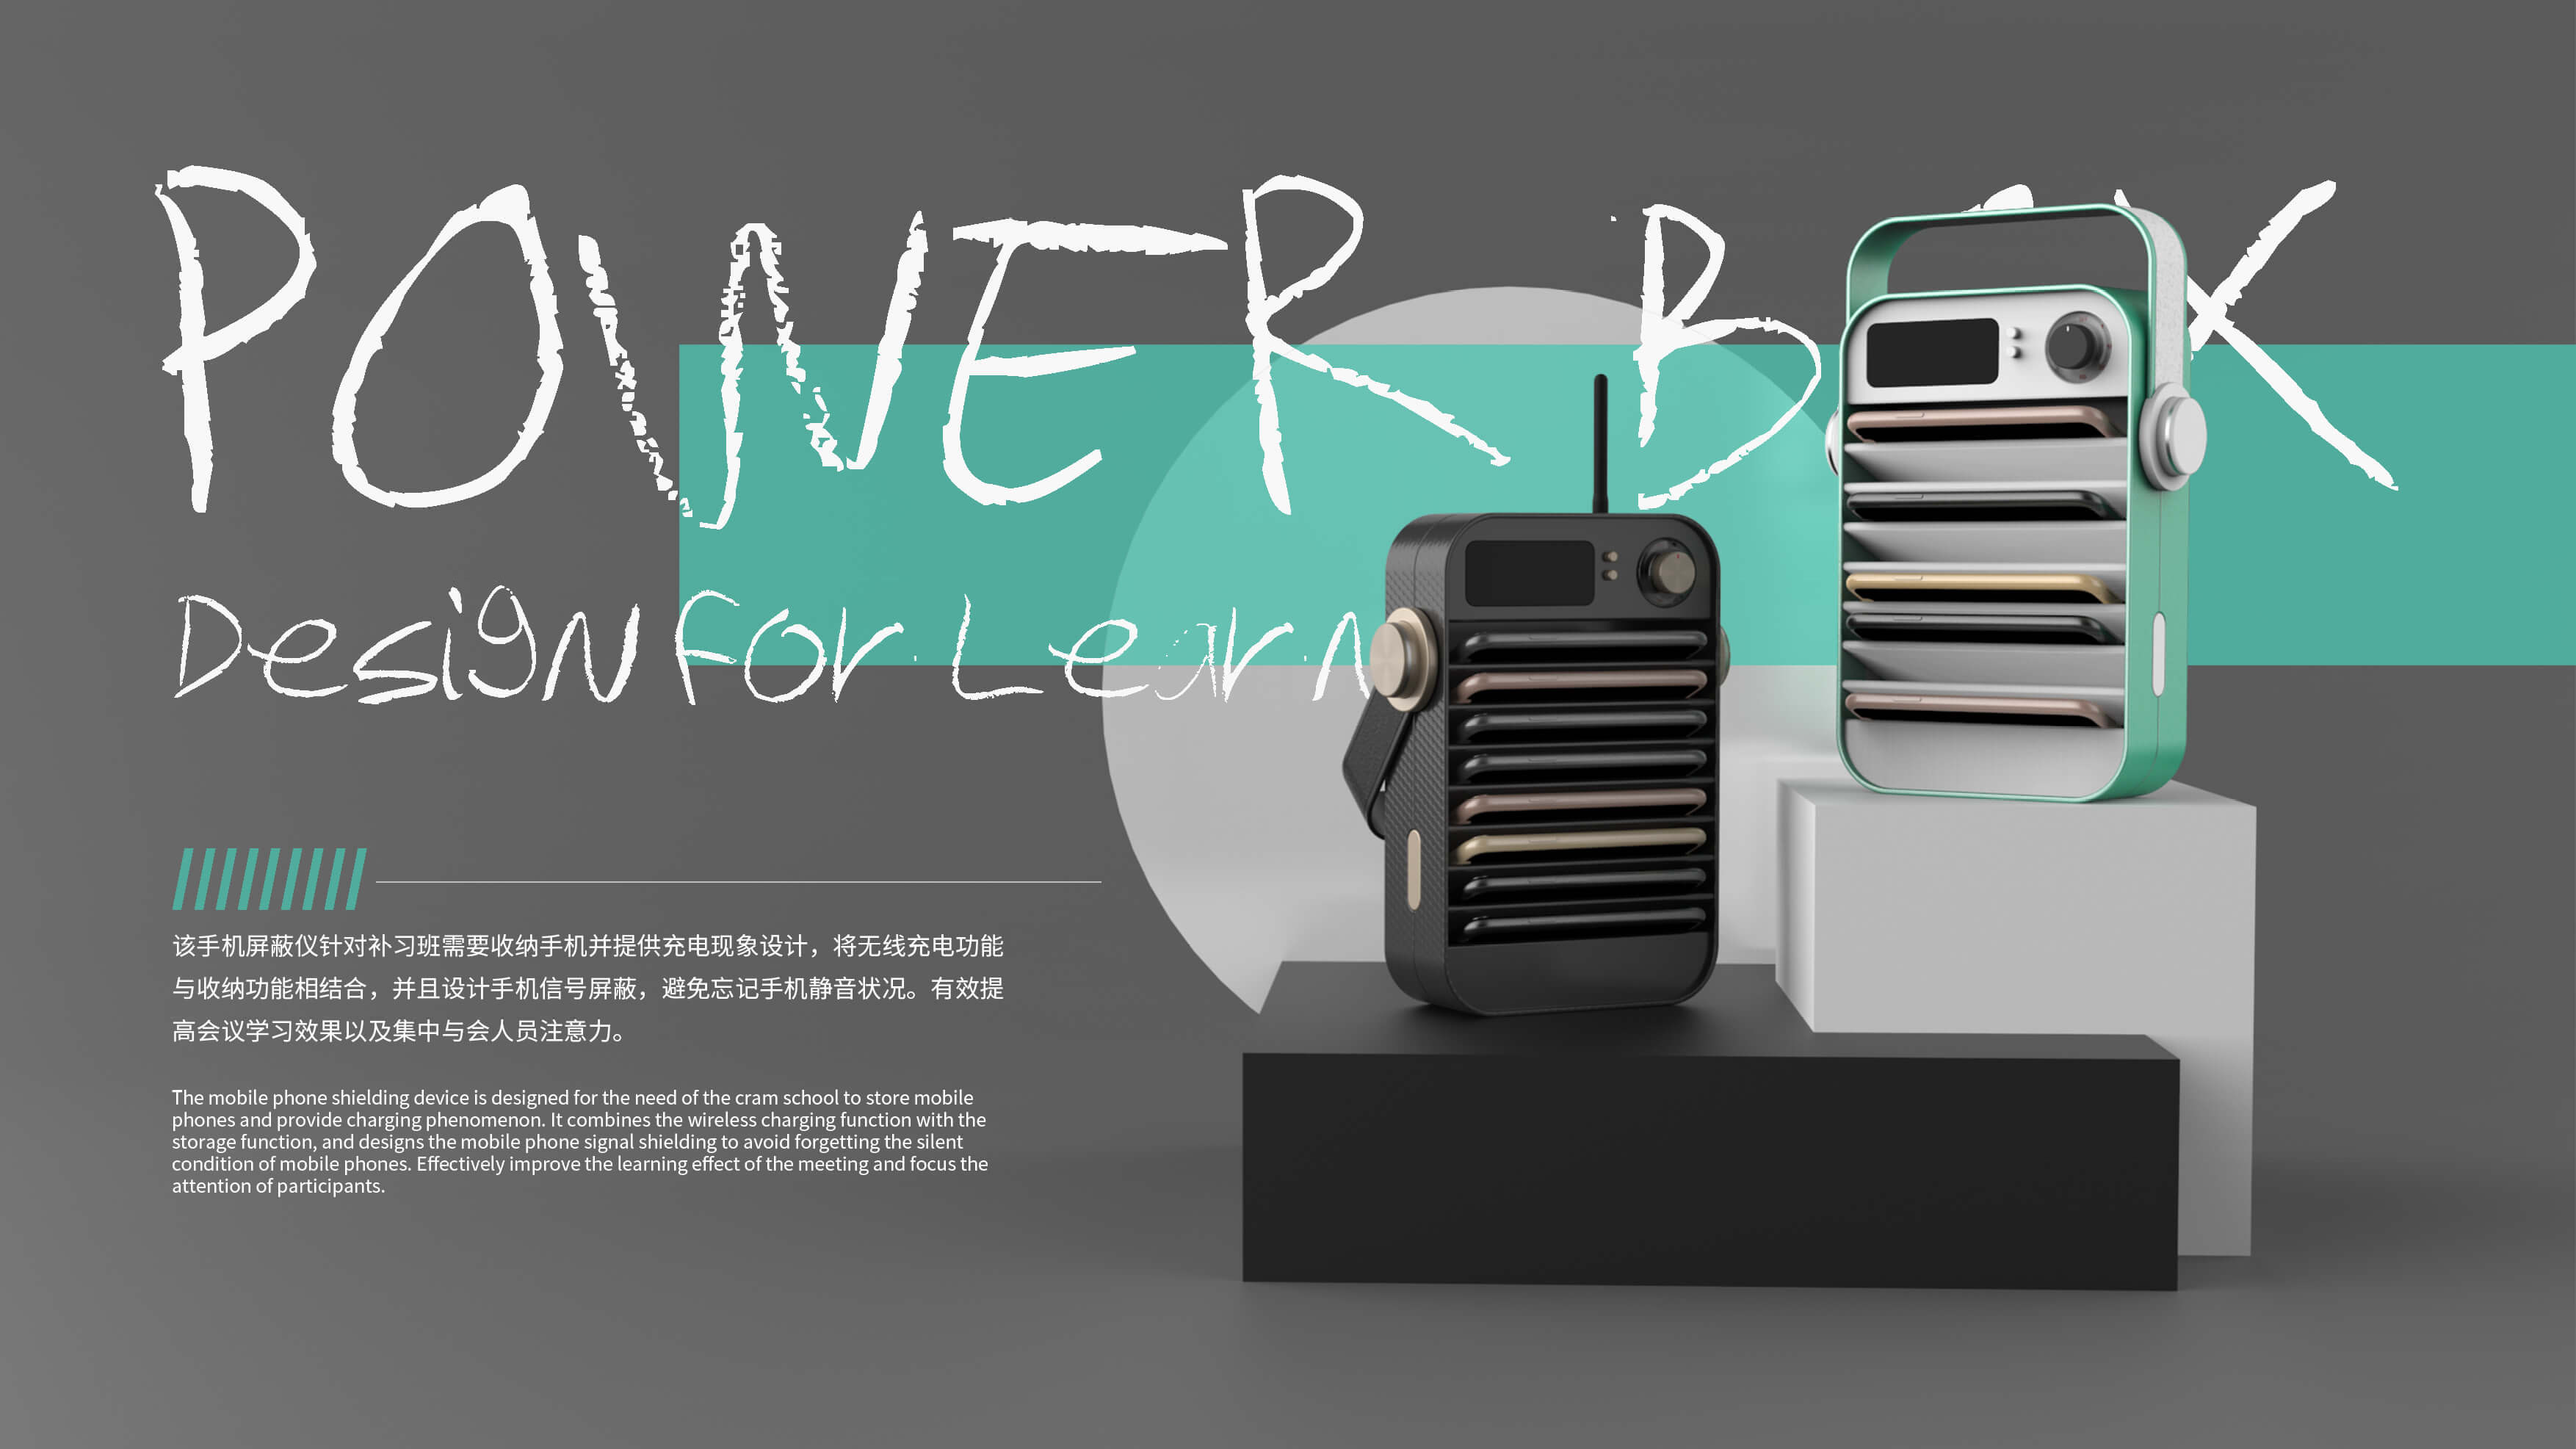 POWER BOX
Design For Learn
该手机屏蔽仪针对补习班需要收纳手机并提供充电现象设计，将无线充电功能
与收纳功能相结合，并且设计手机信号屏蔽，避免忘记手机静音状况。有效提
高会议学习效果以及集中与会人员注意力。
The mobile phone shielding device is designed for the need of the cram school to store mobile
phones and provide charging phenomenon. It combines the wireless charging function with the
storage function, and designs the mobile phone signal shielding to avoid forgetting the silent
condition of mobile phones. Effectively improve the learning effect of the meeting and focus the
attention of participants.